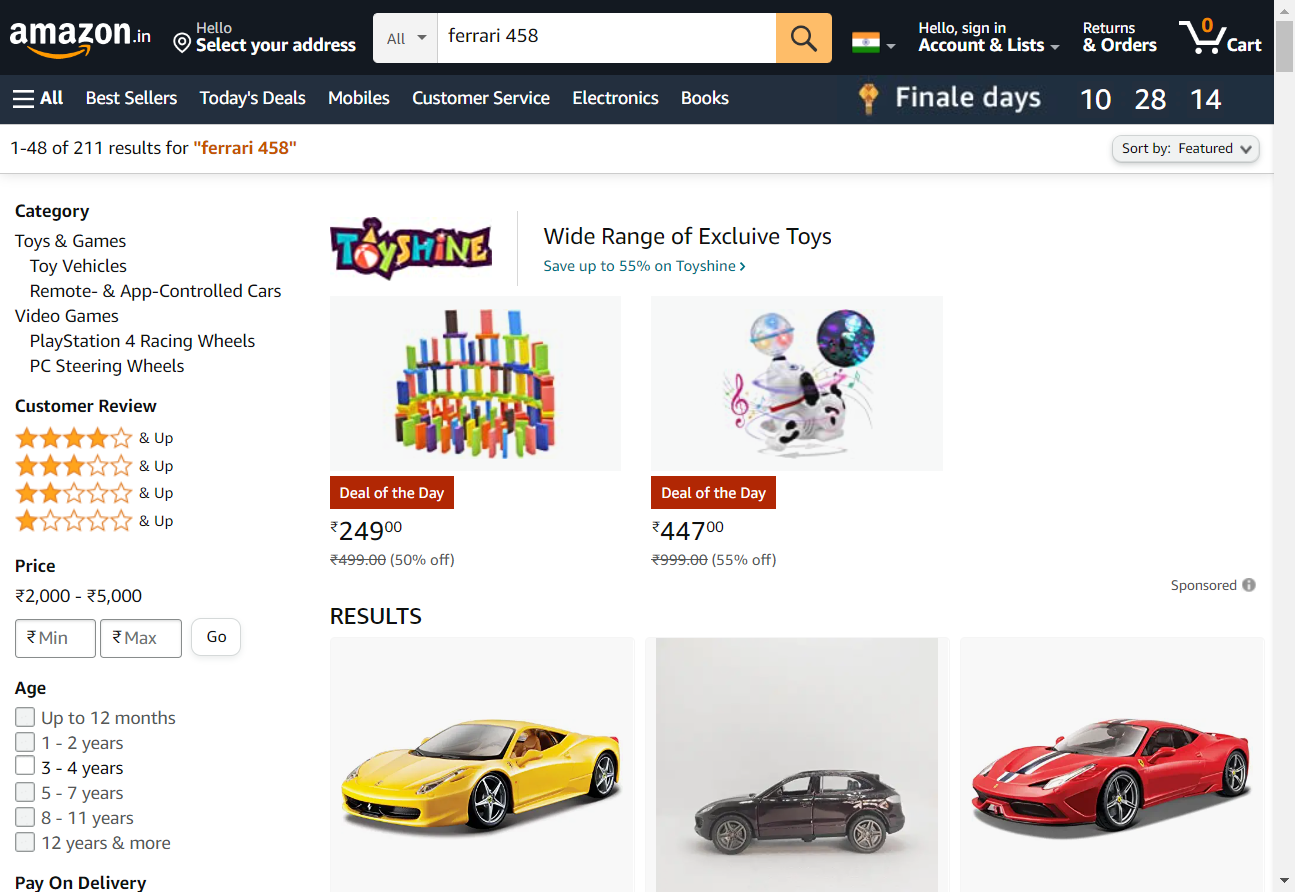 amazon.in
Hello
Select your address
All
ferrari 458
Hello, sign in
Account & Lists
Returns
& Orders
0
Cart
All
Best Sellers
Today's Deals
Mobiles
Customer Service
Electronics
Books
Finale days
10 28 14
1-48 of 211 results for "ferrari 458"
Sort by: Featured
Category
Toys & Games
Toy Vehicles
Remote- & App-Controlled Cars
Video Games
PlayStation 4 Racing Wheels
PC Steering Wheels
Customer Review
& Up
& Up
& Up
& Up
Price
₹2,000 - ₹5,000
₹ Min
₹ Max
Go
Age
Up to 12 months
1 - 2 years
3 - 4 years
5 - 7 years
8 - 11 years
12 years & more
Pay On Delivery
TOYSHINE
Wide Range of Excluive Toys
Save up to 55% on Toyshine
Deal of the Day
₹24900
₹499.00 (50% off)
Deal of the Day
₹44700
₹999.00 (55% off)
Sponsored
RESULTS